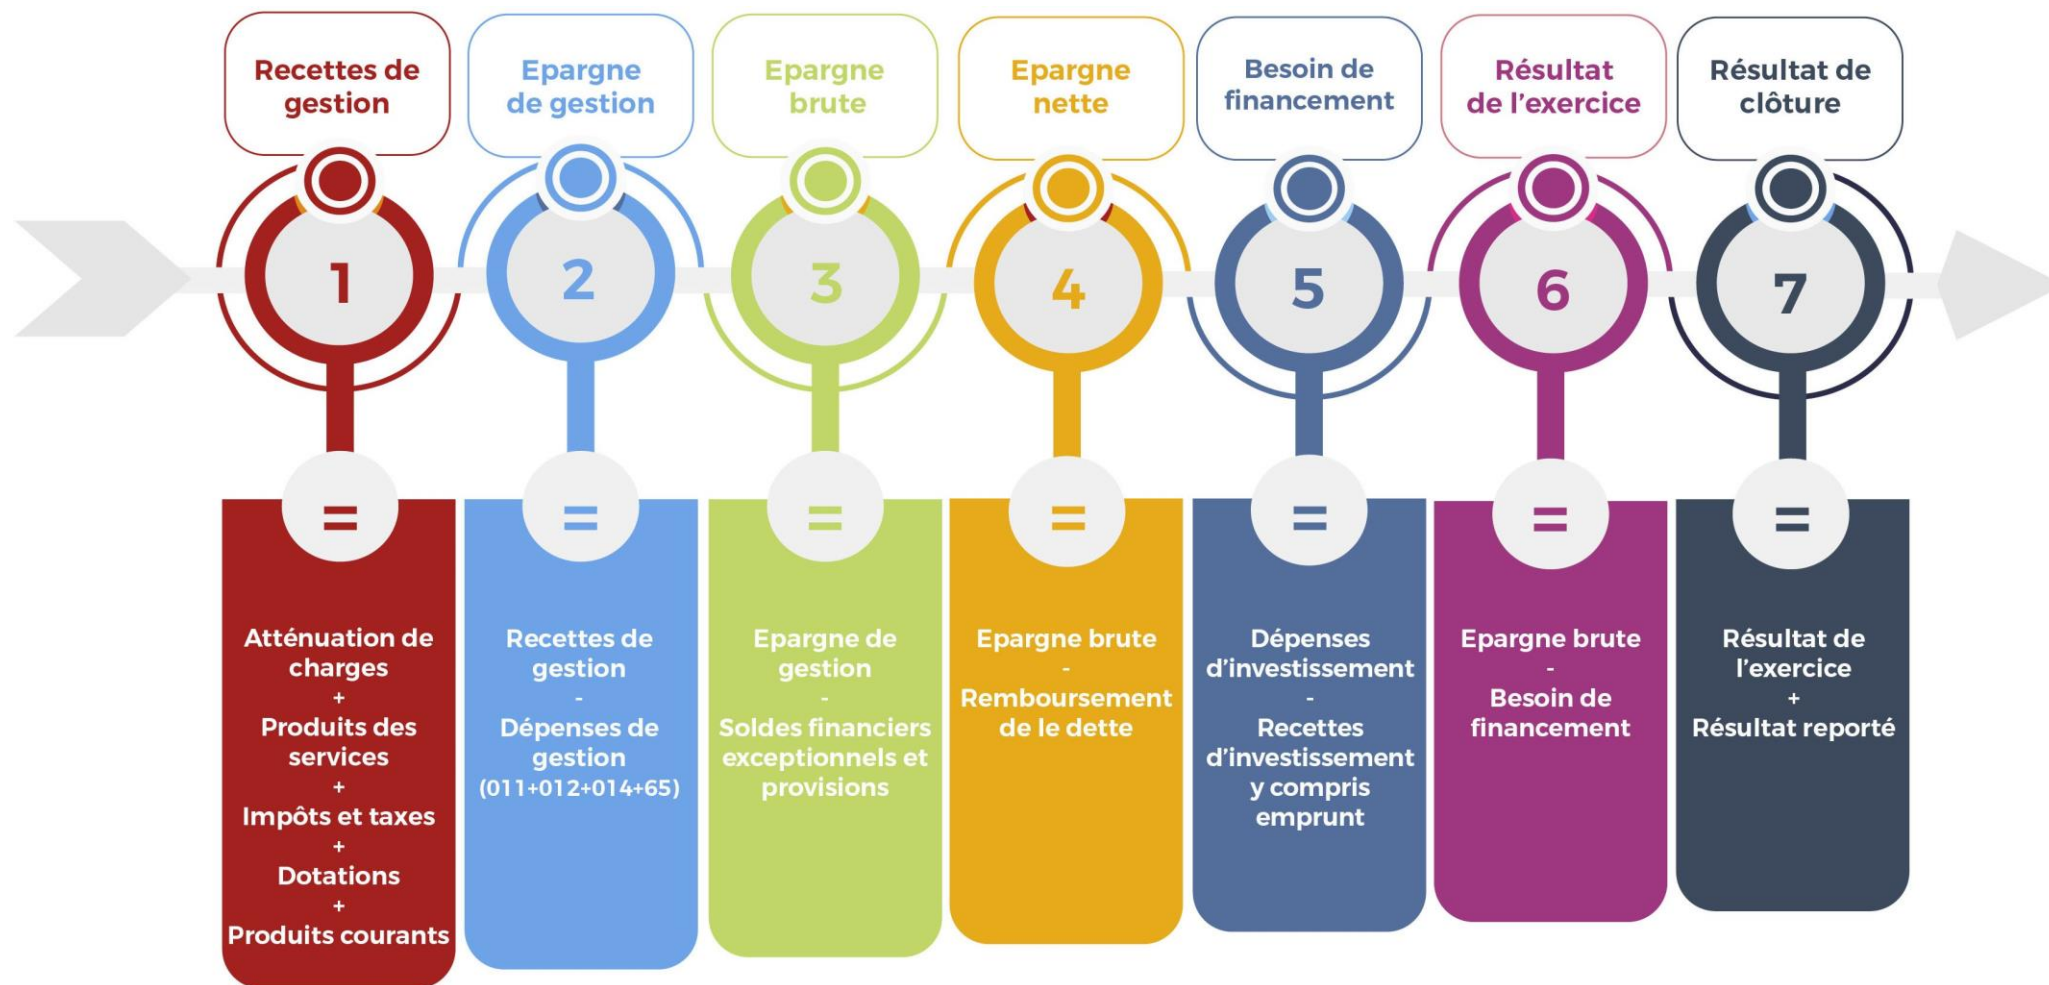 Recettes de
gestion
Epargne
de gestion
Epargne
brute
Epargne
nette
Besoin de
financement
Résultat
de l'exercice
Résultat de
clôture
1
2
3
4
5
6
7
=
=
=
=
=
=
=
Atténuation de
charges
+
Produits des
services
+
Impôts et taxes
+
Dotations
+
Produits courants
Recettes de
gestion
-
Dépenses de
gestion
(011+012+014+65)
Epargne de
gestion
-
Soldes financiers
exceptionnels et
provisions
Epargne brute
-
Remboursement
de le dette
Dépenses
d'investissement
-
Recettes
d'investissement
y compris
emprunt
Epargne brute
-
Besoin de
financement
Résultat de
l'exercice
+
Résultat reporté